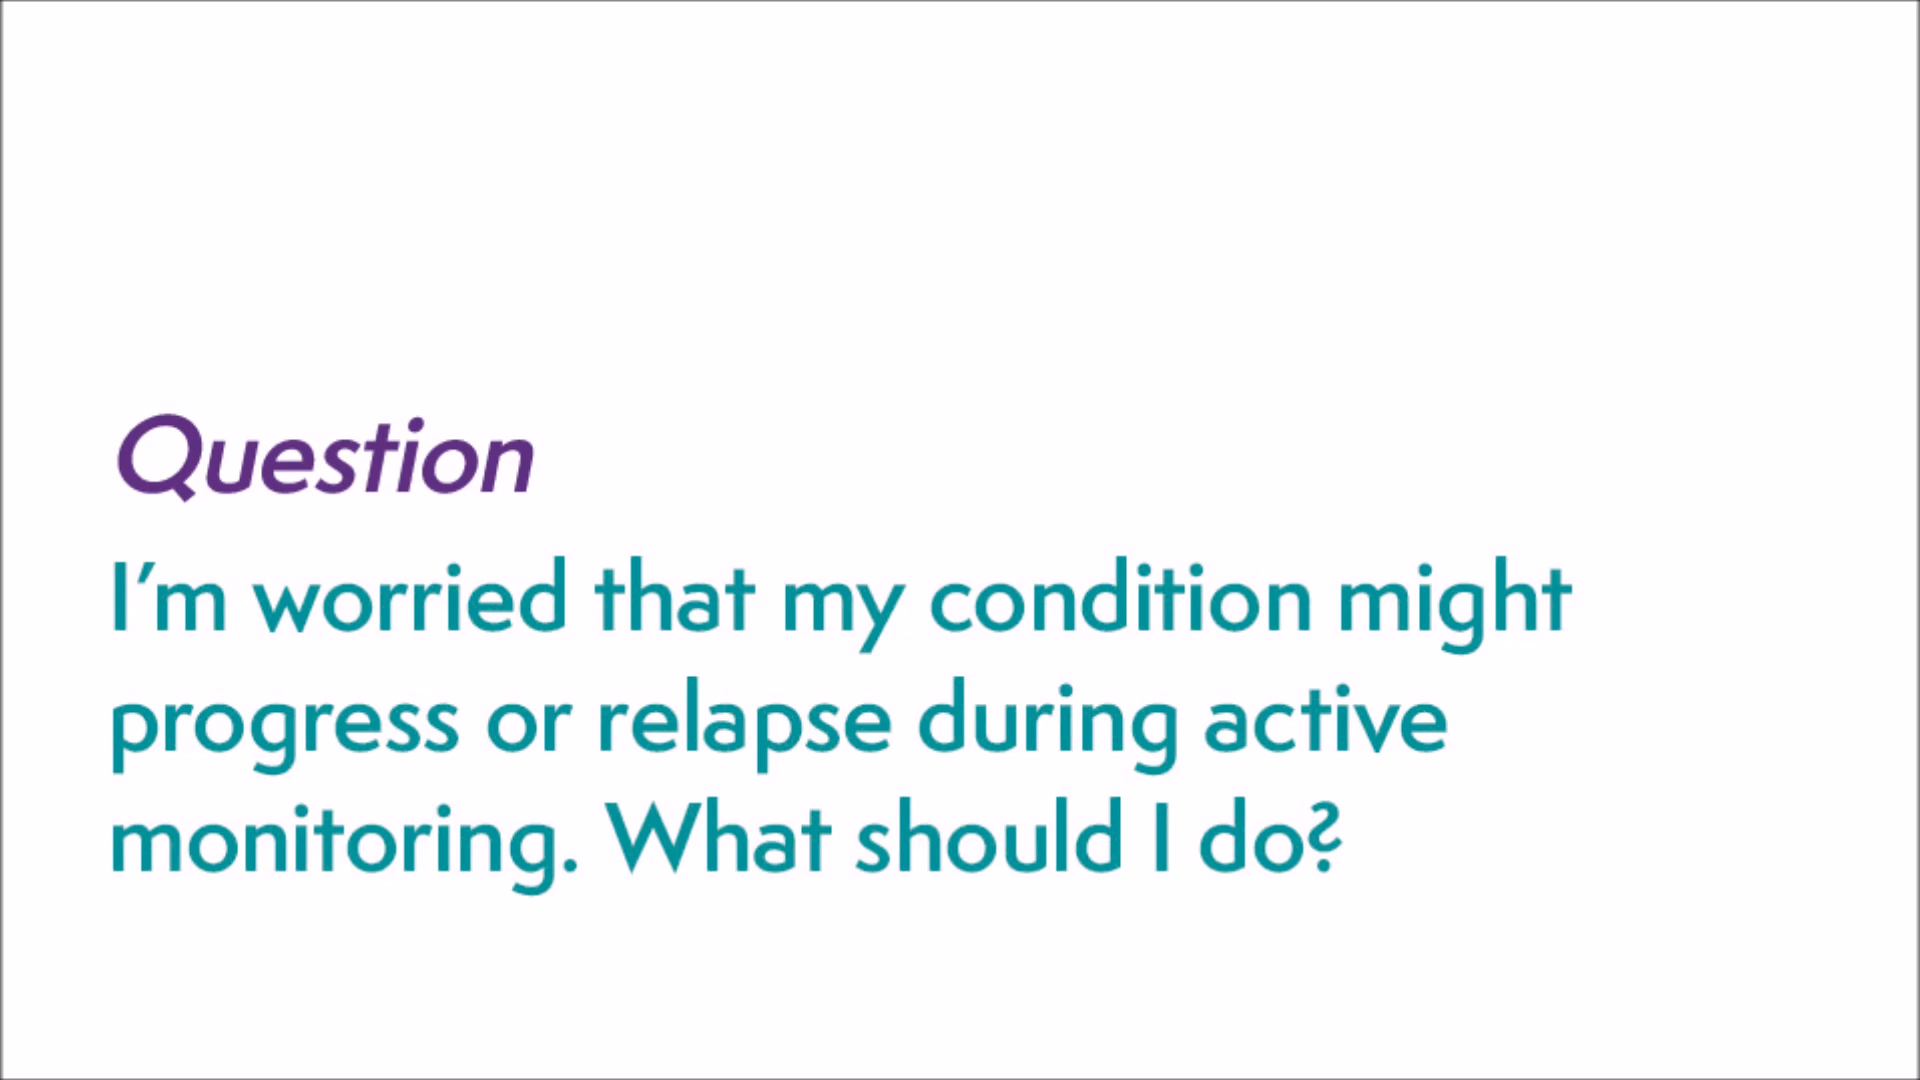 Question
I’m worried that my condition might
progress or relapse during active
monitoring. What should I do?